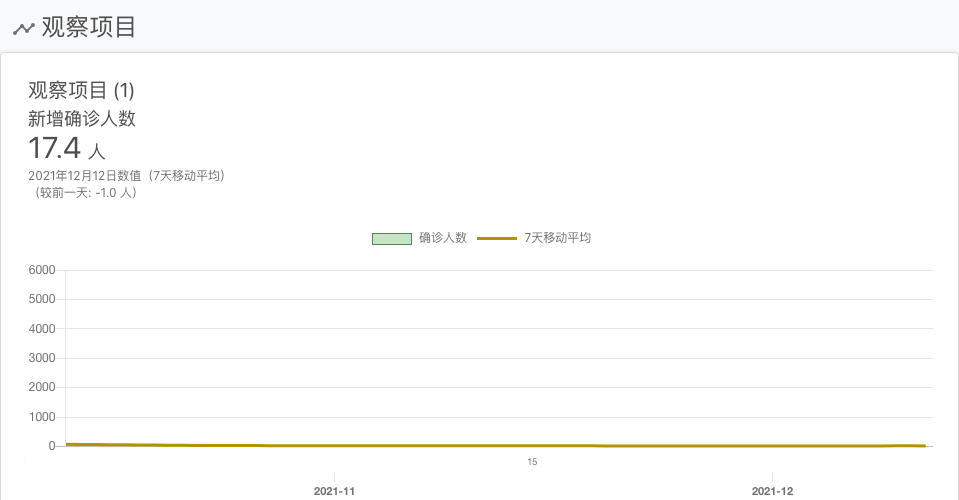 观察项目
观察项目 (1)
新增确诊人数
17.4 人
2021年12月12日数值（7天移动平均）
（较前一天: -1.0 人）
确诊人数 7天移动平均
6000
5000
4000
3000
2000
1000
0
15
2021-11 2021-12